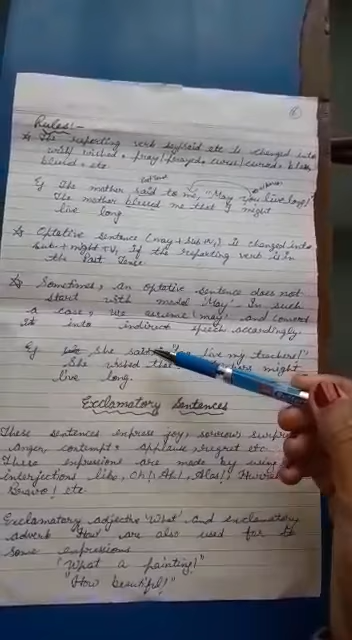 Rules:-
The reporting verb say/said etc is changed into
wish/wished, pray/prayed, curse/cursed, bless
blessed, etc
Eg The mother said to me, "May you live long!"
The mother blessed me that I might
live long.
Optative sentence (may + sub + V1) is changed into
Sub + might + V1, if the reporting verb is in
the Past Tense.
Sometimes, an optative sentence does not
start with modal 'May'. In such
a case, we assume 'may' and convert
it into indirect speech accordingly.
Eg She said live my teachers!"
She wished that might
live long.
Exclamatory Sentences
These sentences express joy, sorrow,
anger, contempt, applause, regret etc.
These expressions are made by using
interjections like, Oh!, Ah!, Alas!,
Bravo! etc.
Exclamatory adjective 'What' and exclamatory
adverb 'How' are also used for
some expressions
"What a painting!"
"How beautiful!"